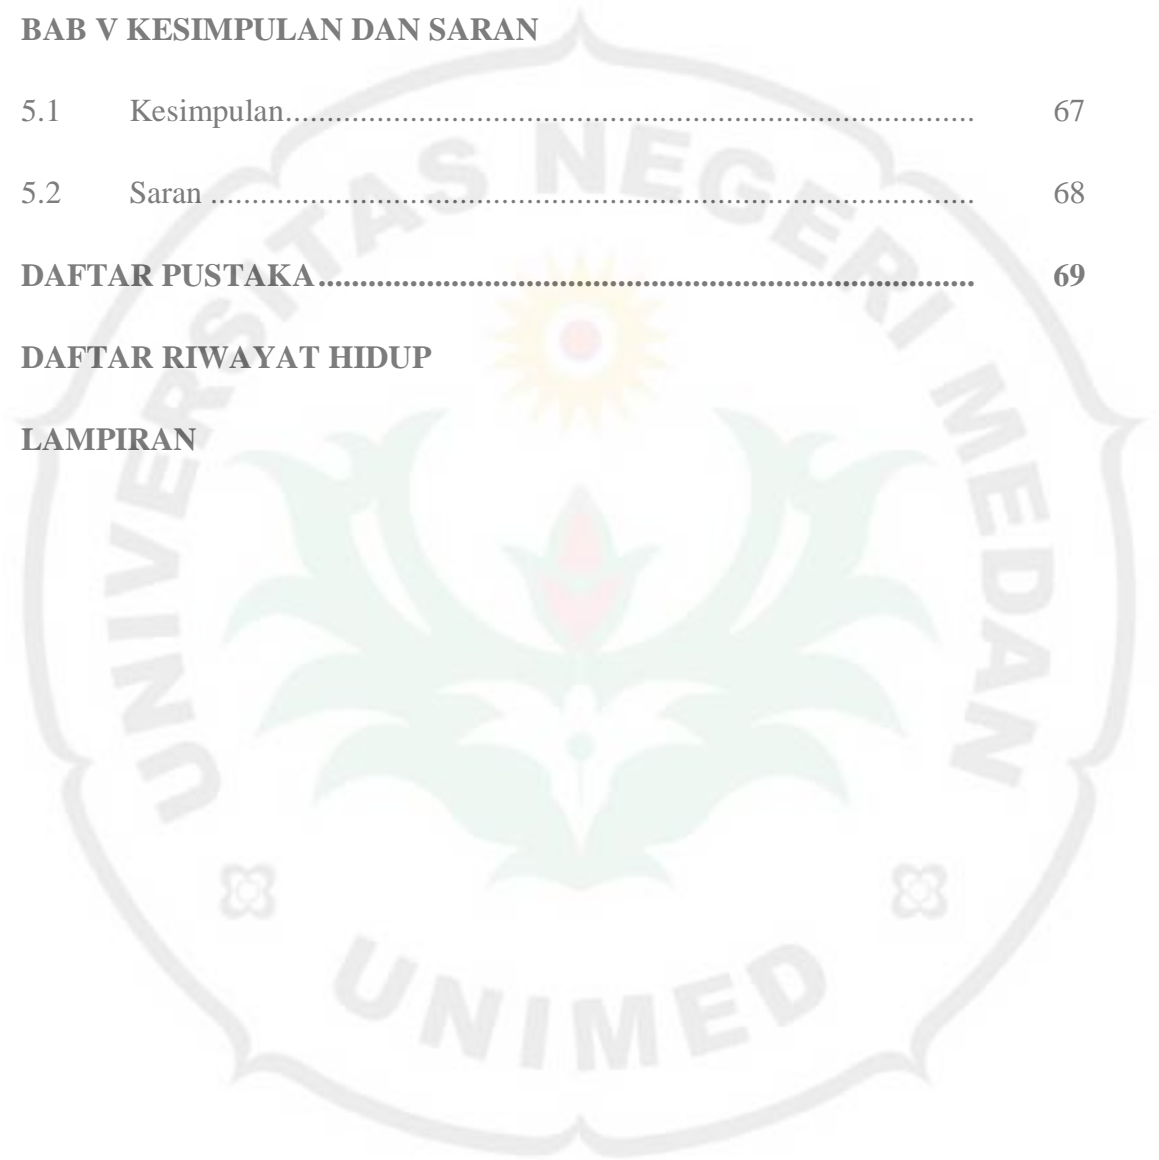 BAB V KESIMPULAN DAN SARAN
5.1 Kesimpulan.................................................................................... 67
5.2 Saran ............................................................................................. 68
DAFTAR PUSTAKA............................................................................... 69
DAFTAR RIWAYAT HIDUP
LAMPIRAN
UNIVERSITAS NEGERI MEDAN
UNIMED